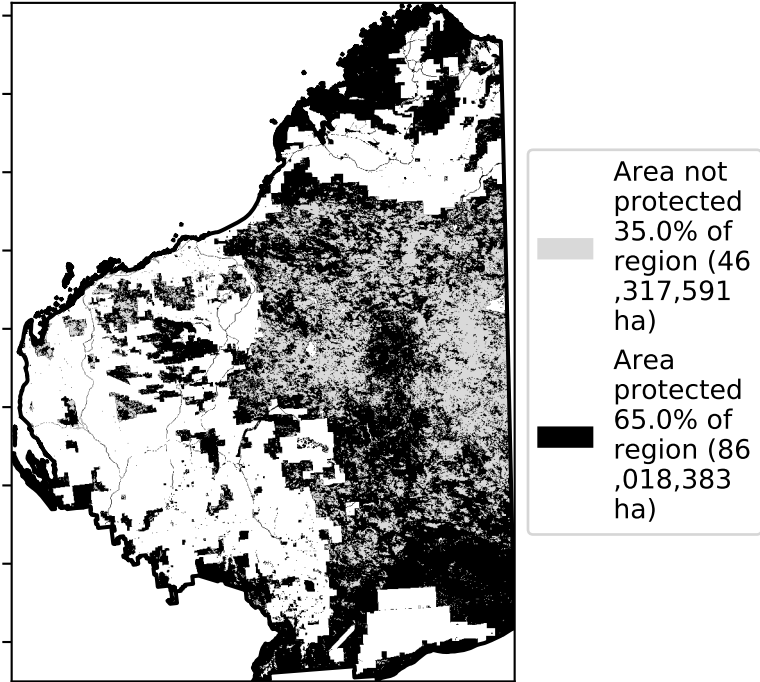 Area not
protected
35.0% of
region (46
,317,591
ha)
Area
protected
65.0% of
region (86
,018,383
ha)